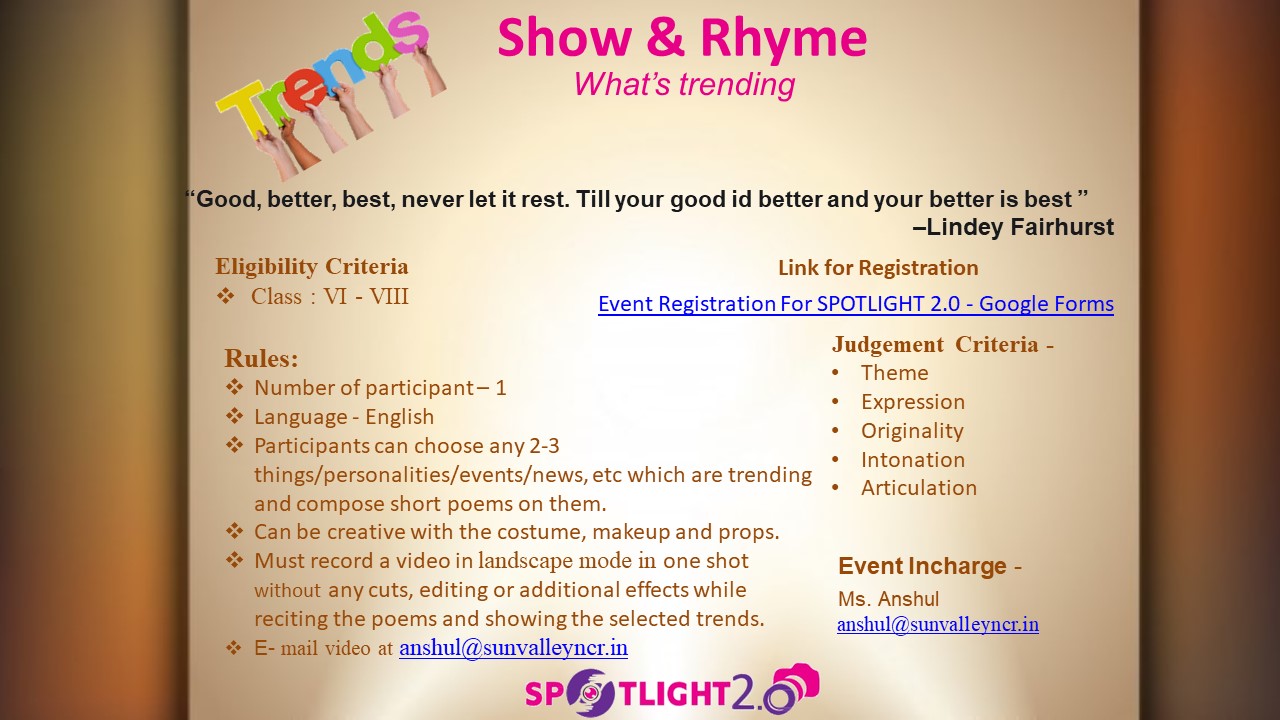 Trends
Show & Rhyme
What's trending
“Good, better, best, never let it rest. Till your good id better and your better is best ”
–Lindey Fairhurst
Eligibility Criteria
❖ Class : VI - VIII
Link for Registration
Event Registration For SPOTLIGHT 2.0 - Google Forms
Rules:
❖ Number of participant – 1
❖ Language - English
❖ Participants can choose any 2-3
things/personalities/events/news, etc which are trending
and compose short poems on them.
❖ Can be creative with the costume, makeup and props.
❖ Must record a video in landscape mode in one shot
without any cuts, editing or additional effects while
reciting the poems and showing the selected trends.
❖ E- mail video at anshul@sunvalleyncr.in
Judgement Criteria -
• Theme
• Expression
• Originality
• Intonation
• Articulation
Event Incharge -
Ms. Anshul
anshul@sunvalleyncr.in
SPOTLIGHT 2.0